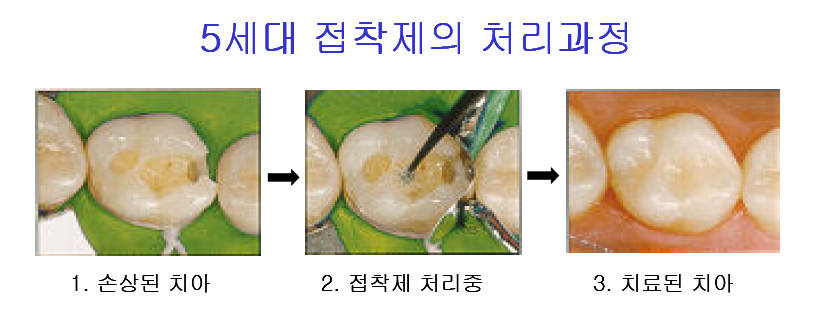 5세대 접착제의 처리과정
1. 손상된 치아
2. 접착제 처리중
3. 치료된 치아